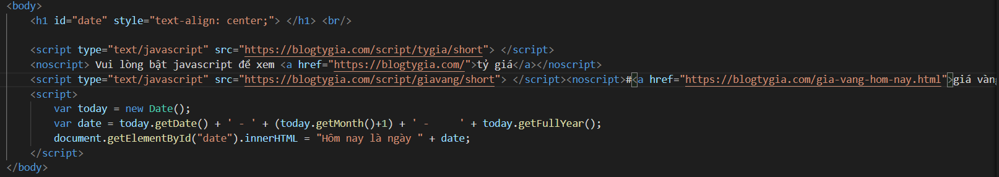 <body>
<h1 id="date" style="text-align: center;"> </h1> <br/>
<script type="text/javascript" src="https://blogtygia.com/script/tygia/short"> </script>
<noscript> Vui lòng bật javascript để xem <a href="https://blogtygia.com/">tỷ giá</a></noscript>
<script type="text/javascript" src="https://blogtygia.com/script/giavang/short"> </script><noscript>#<a href="https://blogtygia.com/gia-vang-hom-nay.html">giá vàng
<script>
var today = new Date();
var date = today.getDate() + ' - ' + (today.getMonth()+1) + ' -     ' + today.getFullYear();
document.getElementById("date").innerHTML = "Hôm nay là ngày " + date;
</script>
</body>